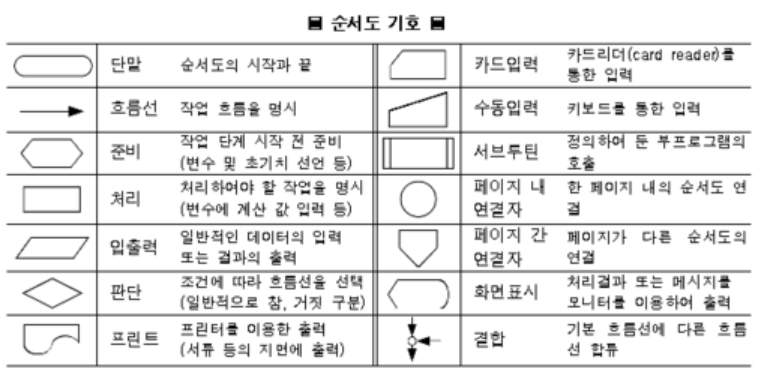 ▣ 순서도 기호 ▣
단말
순서도의 시작과 끝
카드입력
카드리더(card reader)를
통한 입력
흐름선
작업 흐름을 명시
수동입력
키보드를 통한 입력
준비
작업 단계 시작 전 준비
(변수 및 초기치 선언 등)
서브루틴
정의하여 둔 부프로그램의
호출
처리
처리하여야 할 작업을 명시
(변수에 계산 값 입력 등)
페이지 내
연결자
한 페이지 내의 순서도 연
결
입출력
일반적인 데이터의 입력
또는 결과의 출력
페이지 간
연결자
페이지가 다른 순서도의
연결
판단
조건에 따라 흐름선을 선택
(일반적으로 참, 거짓 구분)
화면표시
처리결과 또는 메시지를
모니터를 이용하여 출력
프린트
프린터를 이용한 출력
(서류 등의 지면에 출력)
결합
기본 흐름선에 다른 흐름
선 합류